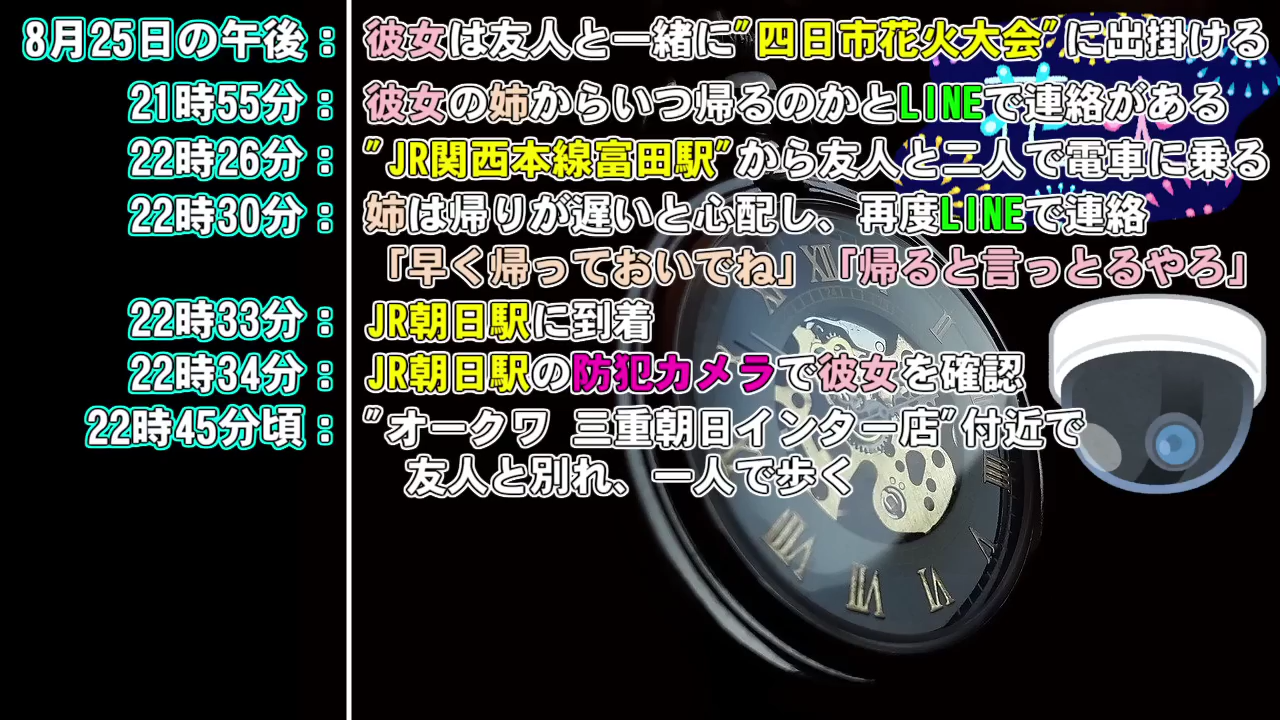 8月25日の午後：彼女は友人と一緒に"四日市花火大会"に出掛ける
21時55分：彼女の姉からいつ帰るのかとLINEで連絡がある
22時26分："JR関西本線富田駅"から友人と二人で電車に乗る
22時30分：姉は帰りが遅いと心配し、再度LINEで連絡
「早く帰っておいでね」「帰ると言っとるやろ」
22時33分：JR朝日駅に到着
22時34分：JR朝日駅の防犯カメラで彼女を確認
22時45分頃："オークワ 三重朝日インター店"付近で
友人と別れ、一人で歩く